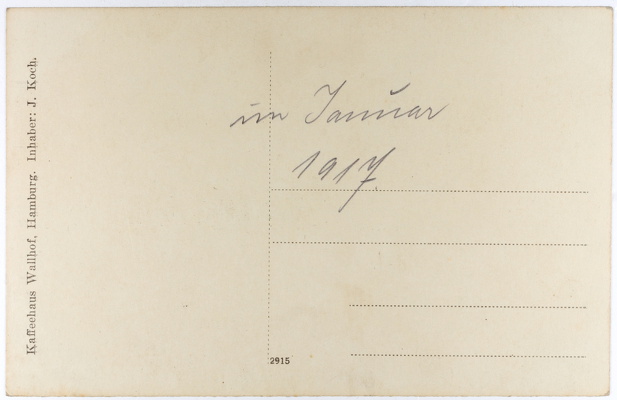 Kaffeehaus Wallhof, Hamburg. Inhaber: J. Koch.
im Januar
1917
2915